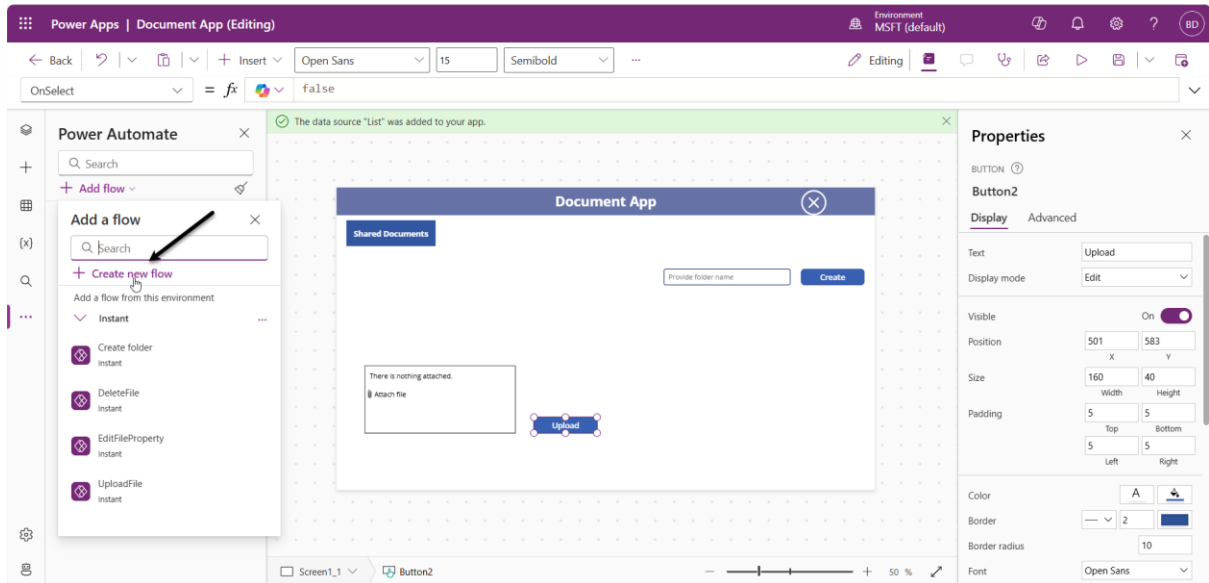 Power Apps | Document App (Editing)
Environment
MSFT (default)
BD
Back
Insert
Open Sans
15
Semibold
Editing
OnSelect
= fx
false
Power Automate
Search
Add flow
Add a flow
Search
Create new flow
Add a flow from this environment
Instant
Create folder
Instant
DeleteFile
Instant
EditFileProperty
Instant
UploadFile
Instant
The data source "List" was added to your app.
Document App
Shared Documents
Provide folder name
Create
There is nothing attached.
Attach file
Upload
Screen1_1
Button2
50 %
Properties
BUTTON
Button2
Display Advanced
Text Upload
Display mode Edit
Visible On
Position 501 583
X Y
Size 160 40
Width Height
Padding 5 5
Top Bottom
5 5
Left Right
Color A
Border 2
Border radius 10
Font Open Sans